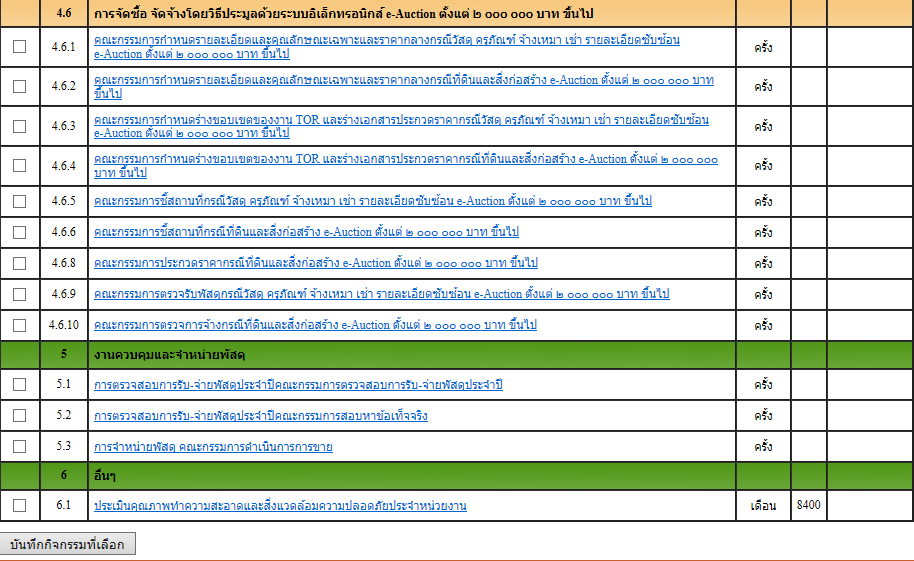 4.6 การจัดซื้อ จัดจ้างโดยวิธีประมูลด้วยระบบอิเล็กทรอนิกส์ e-Auction ตั้งแต่ ๒ ๐๐๐ ๐๐๐ บาท ขึ้นไป
4.6.1 คณะกรรมการกำหนดรายละเอียดและคุณลักษณะเฉพาะและราคากลางกรณีวัสดุ ครุภัณฑ์ จ้างเหมา เช่า รายละเอียดซับซ้อน ครั้ง
e-Auction ตั้งแต่ ๒ ๐๐๐ ๐๐๐ บาท ขึ้นไป
4.6.2 คณะกรรมการกำหนดรายละเอียดและคุณลักษณะเฉพาะและราคากลางกรณีที่ดินและสิ่งก่อสร้าง e-Auction ตั้งแต่ ๒ ๐๐๐ ๐๐๐ บาท ครั้ง
ขึ้นไป
4.6.3 คณะกรรมการกำหนดร่างขอบเขตของงาน TOR และร่างเอกสารประกวดราคากรณีวัสดุ ครุภัณฑ์ จ้างเหมา เช่า รายละเอียดซับซ้อน ครั้ง
e-Auction ตั้งแต่ ๒ ๐๐๐ ๐๐๐ บาท ขึ้นไป
4.6.4 คณะกรรมการกำหนดร่างขอบเขตของงาน TOR และร่างเอกสารประกวดราคากรณีที่ดินและสิ่งก่อสร้าง e-Auction ตั้งแต่ ๒ ๐๐๐ ๐๐๐ ครั้ง
บาท ขึ้นไป
4.6.5 คณะกรรมการชี้สถานที่กรณีวัสดุ ครุภัณฑ์ จ้างเหมา เช่า รายละเอียดซับซ้อน e-Auction ตั้งแต่ ๒ ๐๐๐ ๐๐๐ บาท ขึ้นไป ครั้ง
4.6.6 คณะกรรมการชี้สถานที่กรณีที่ดินและสิ่งก่อสร้าง e-Auction ตั้งแต่ ๒ ๐๐๐ ๐๐๐ บาท ขึ้นไป ครั้ง
4.6.8 คณะกรรมการประกวดราคากรณีที่ดินและสิ่งก่อสร้าง e-Auction ตั้งแต่ ๒ ๐๐๐ ๐๐๐ บาท ขึ้นไป ครั้ง
4.6.9 คณะกรรมการตรวจรับพัสดุกรณีวัสดุ ครุภัณฑ์ จ้างเหมา เช่า รายละเอียดซับซ้อน e-Auction ตั้งแต่ ๒ ๐๐๐ ๐๐๐ บาท ขึ้นไป ครั้ง
4.6.10 คณะกรรมการตรวจการจ้างกรณีที่ดินและสิ่งก่อสร้าง e-Auction ตั้งแต่ ๒ ๐๐๐ ๐๐๐ บาท ขึ้นไป ครั้ง
5 งานควบคุมและจำหน่ายพัสดุ
5.1 การตรวจสอบการรับ-จ่ายพัสดุประจำปีคณะกรรมการตรวจสอบการรับ-จ่ายพัสดุประจำปี ครั้ง
5.2 การตรวจสอบการรับ-จ่ายพัสดุประจำปีคณะกรรมการสอบหาข้อเท็จจริง ครั้ง
5.3 การจำหน่ายพัสดุ คณะกรรมการดำเนินการการขาย ครั้ง
6 อื่นๆ
6.1 ประเมินคุณภาพทำความสะอาดและสิ่งแวดล้อมความปลอดภัยประจำหน่วยงาน เดือน 8400
บันทึกกิจกรรมที่เลือก